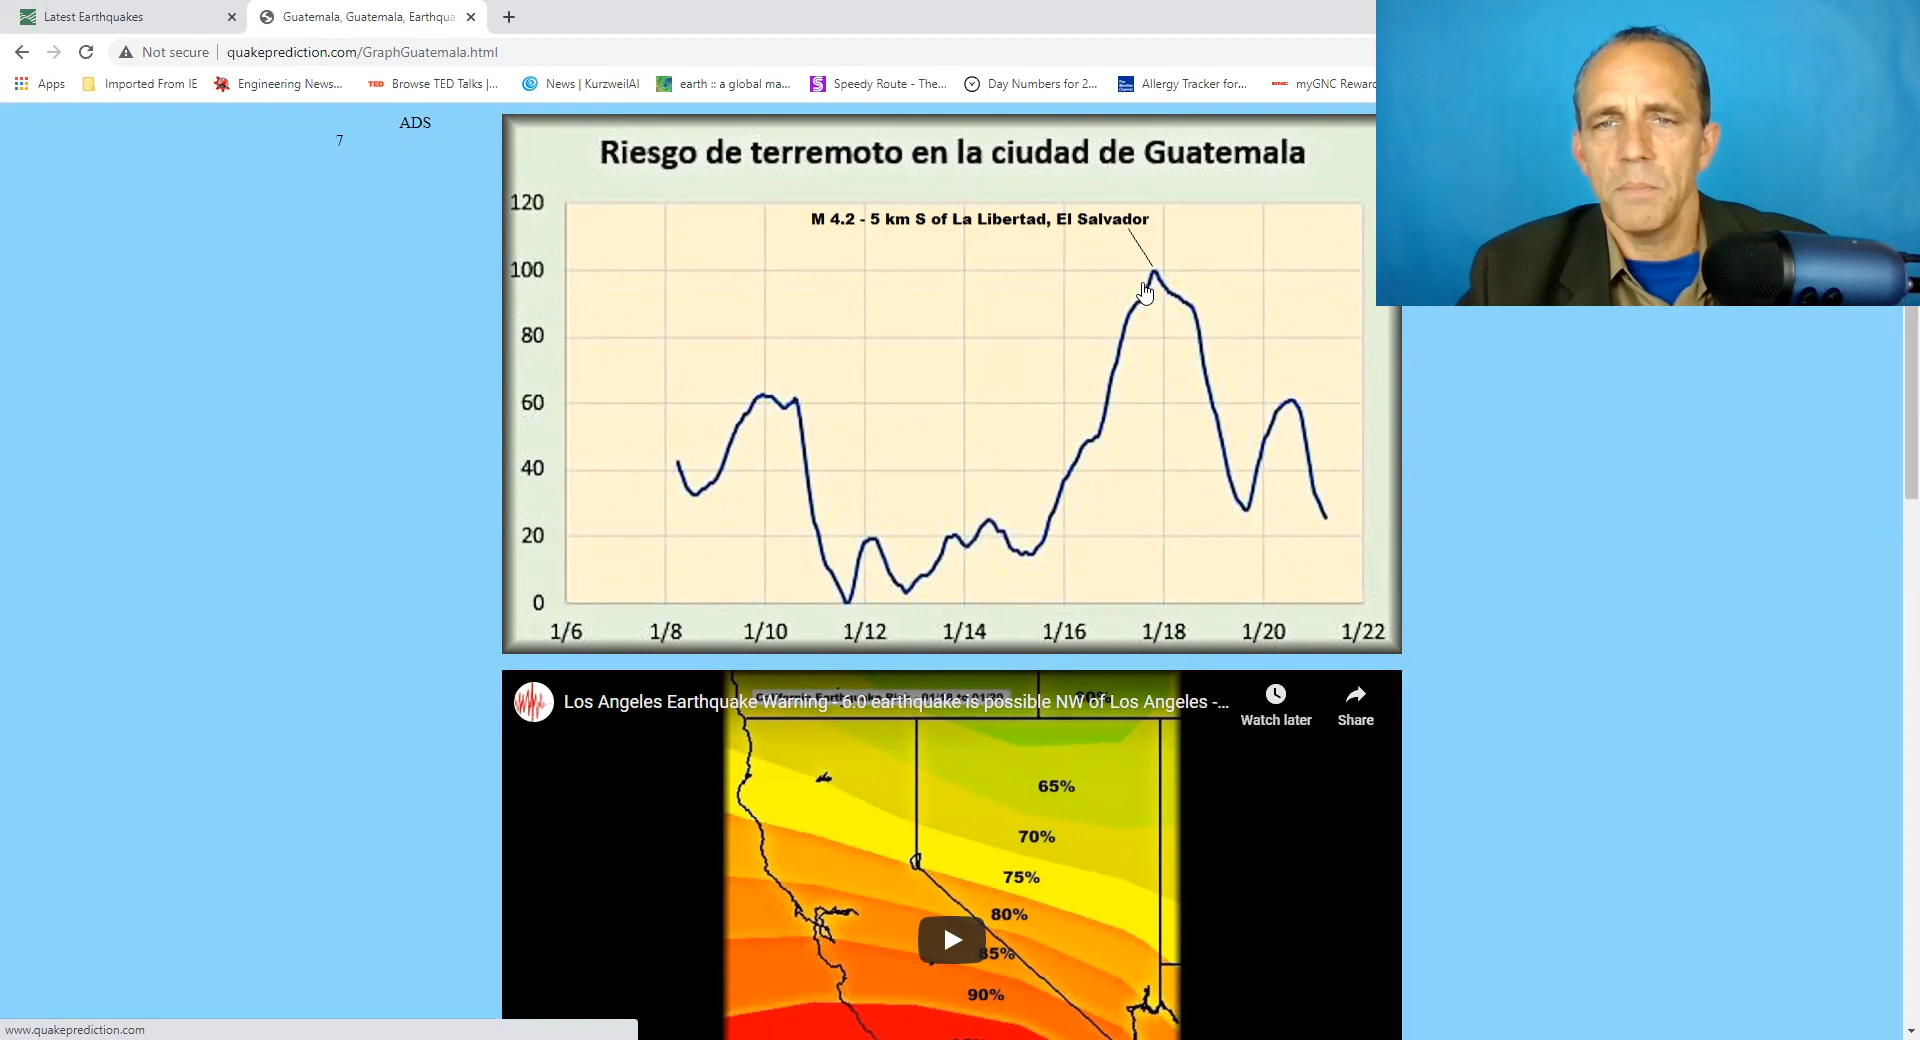 Latest Earthquakes
Guatemala, Guatemala, Earthqua
Not secure
quakeprediction.com/GraphGuatemala.html
Apps
Imported From IE
Engineering News...
TED
Browse TED Talks |...
News | KurzweilAI
earth :: a global ma...
Speedy Route - The...
Day Numbers for 2...
Allergy Tracker for...
GNC
myGNC Reward
ADS
7
Riesgo de terremoto en la ciudad de Guatemala
M 4.2 - 5 km S of La Libertad, El Salvador
120
100
80
60
40
20
0
1/6 1/8 1/10 1/12 1/14 1/16 1/18 1/20 1/22
Los Angeles Earthquake Warning - 6.0 earthquake is possible NW of Los Angeles -...
Watch later
Share
65%
70%
75%
80%
85%
90%
www.quakeprediction.com